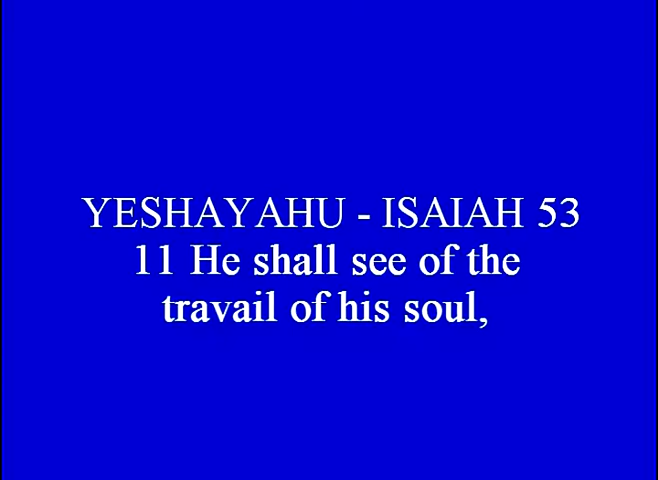 YESHAYAHU - ISAIAH 53
11 He shall see of the
travail of his soul,